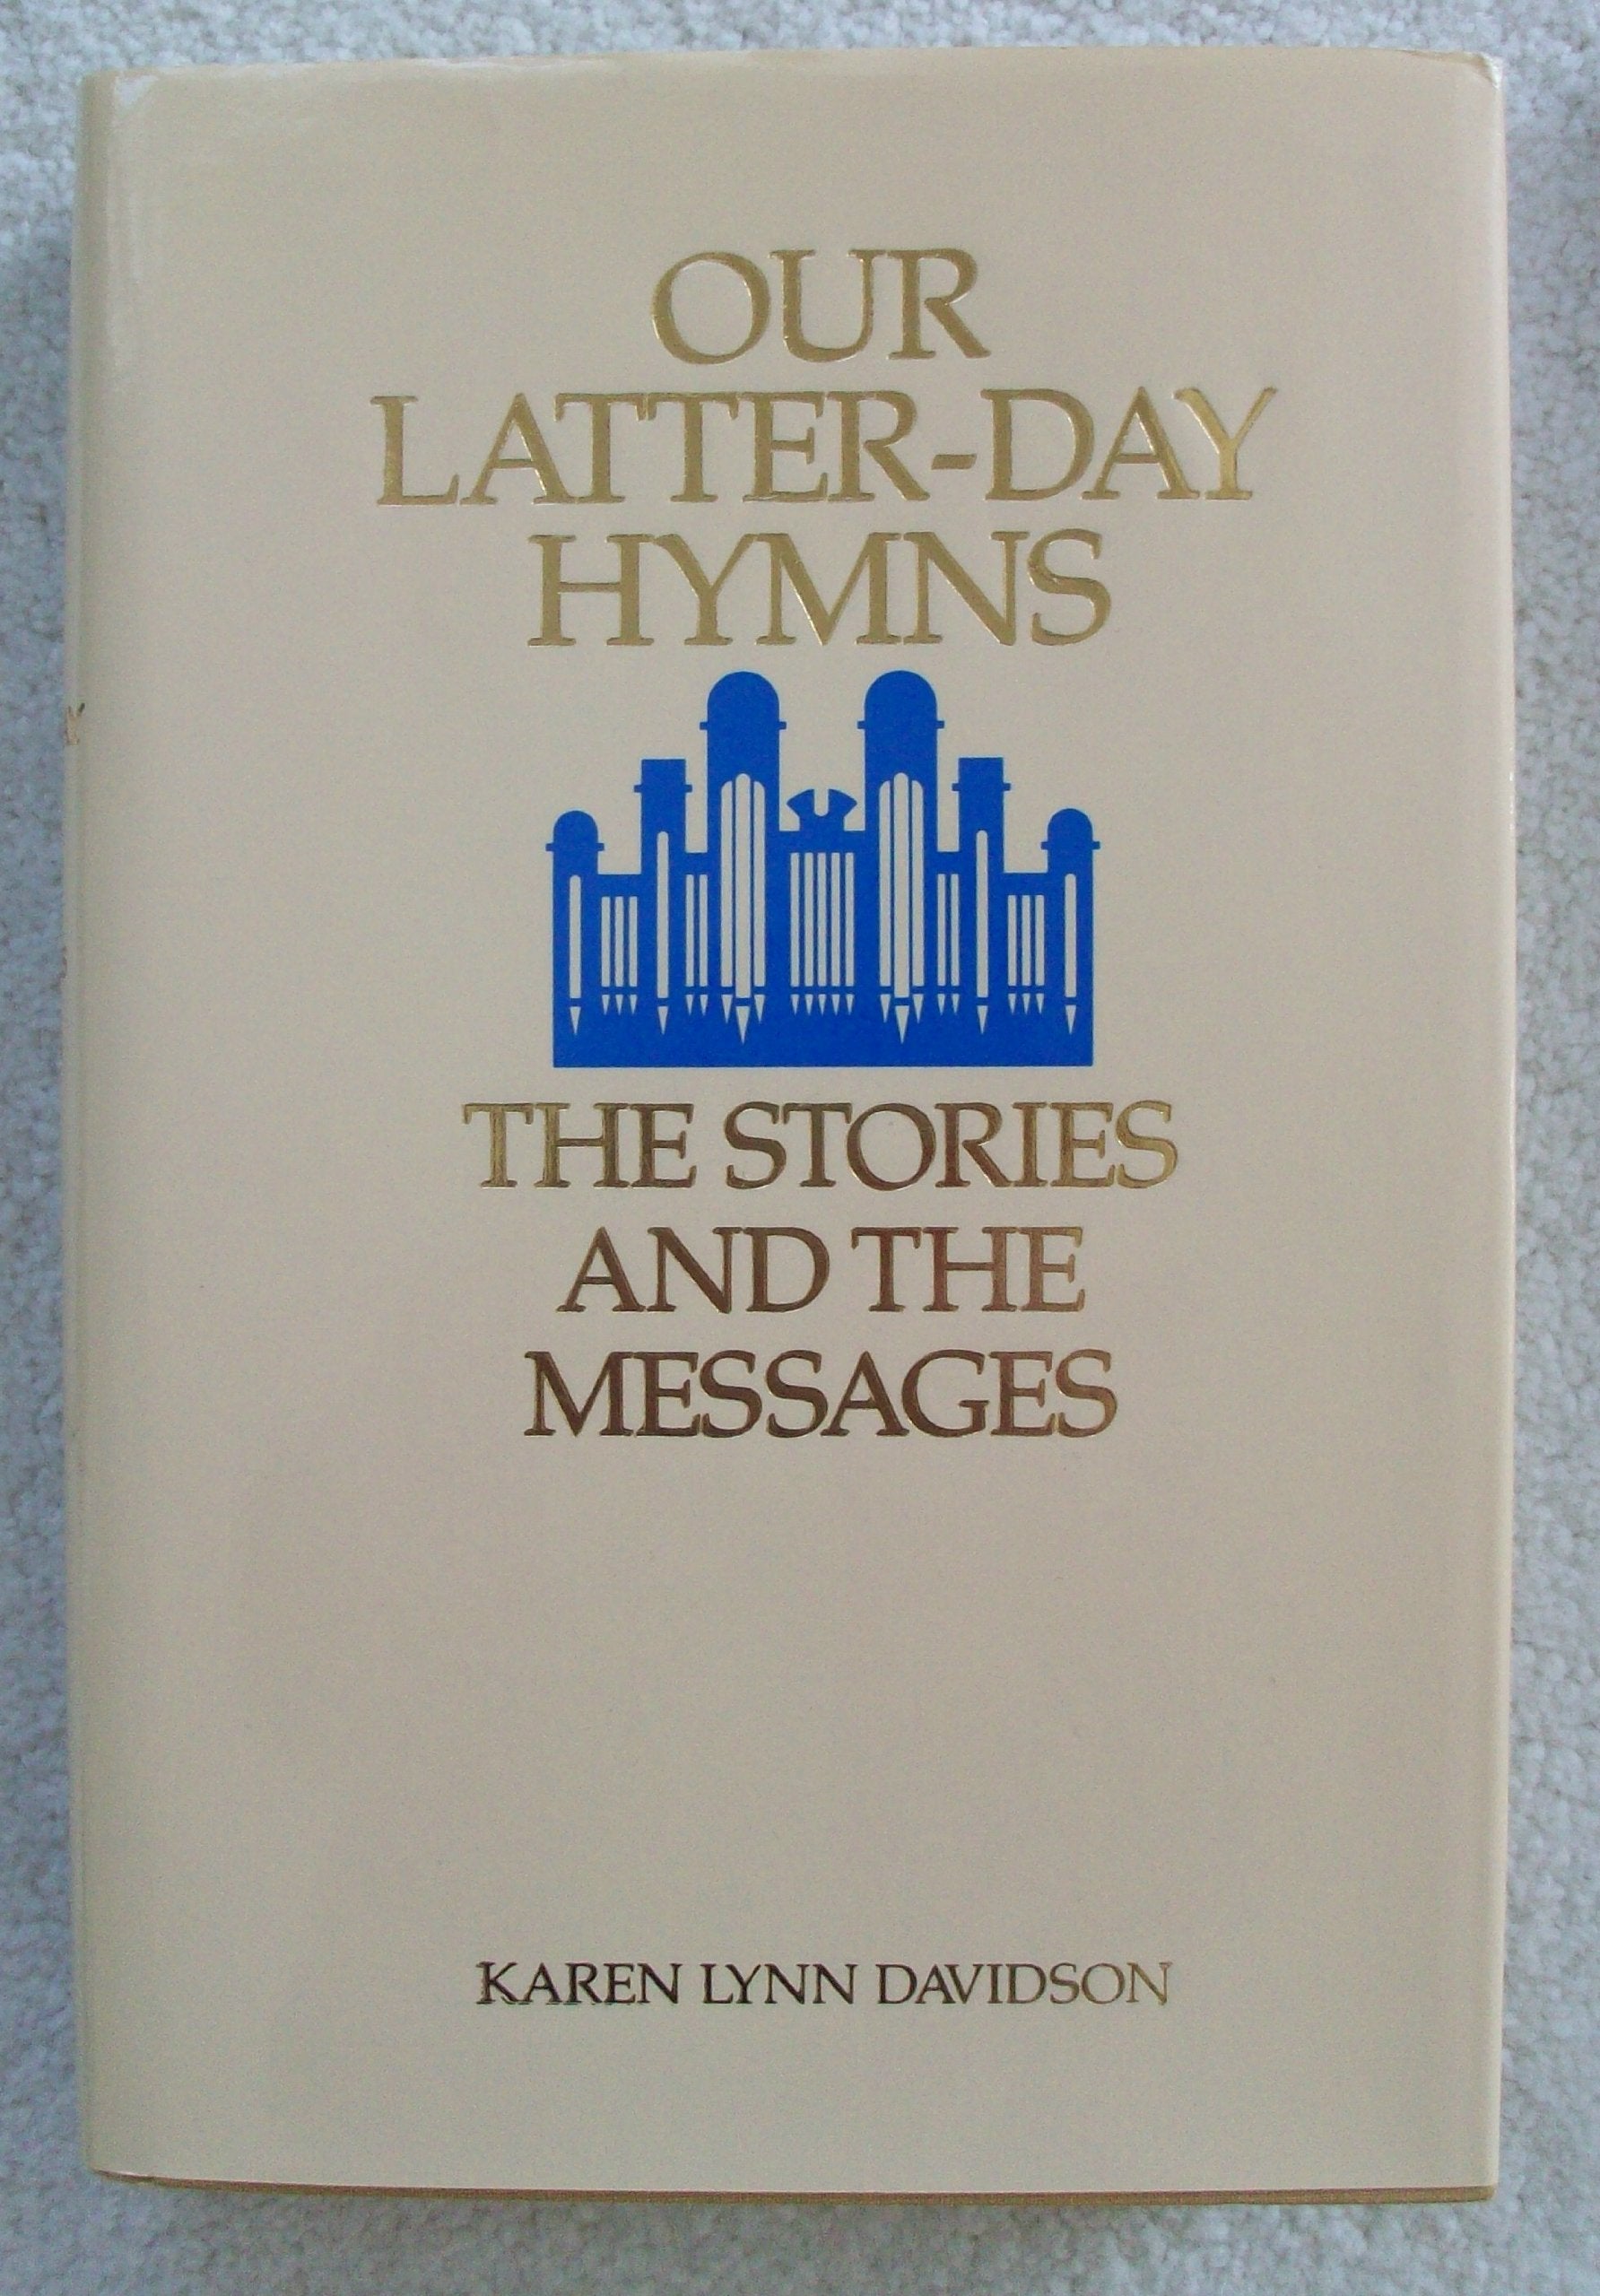 OUR
LATTER-DAY
HYMNS
THE STORIES
AND THE
MESSAGES
KAREN LYNN DAVIDSON